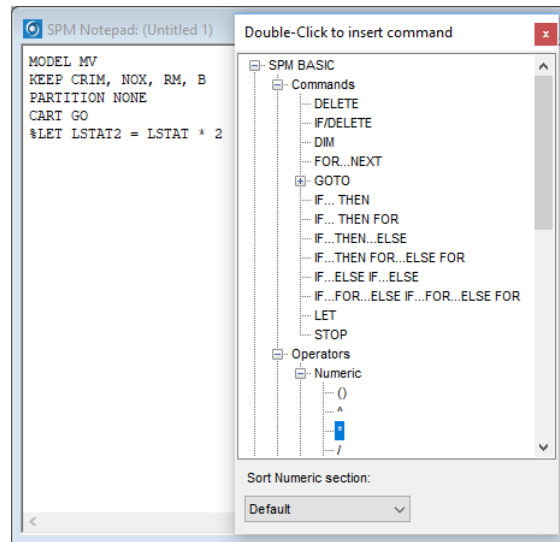 SPM Notepad: (Untitled 1)
MODEL MV
KEEP CRIM, NOX, RM, B
PARTITION NONE
CART GO
%LET LSTAT2 = LSTAT * 2
Double-Click to insert command
x
SPM BASIC
Commands
DELETE
IF/DELETE
DIM
FOR...NEXT
GOTO
IF... THEN
IF... THEN FOR
IF...THEN...ELSE
IF...THEN FOR...ELSE FOR
IF...ELSE IF...ELSE
IF...FOR...ELSE IF...FOR...ELSE FOR
LET
STOP
Operators
Numeric
()
^
*
/
Sort Numeric section:
Default